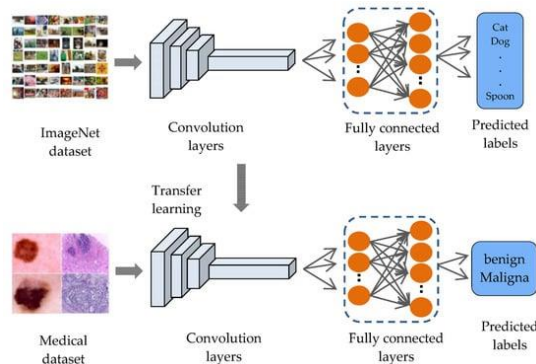 Cat
Dog
.
.
.
Spoon
ImageNet
dataset
Convolution
layers
Fully connected
layers
Predicted
labels
Transfer
learning
benign
Maligna
Medical
dataset
Convolution
layers
Fully connected
layers
Predicted
labels